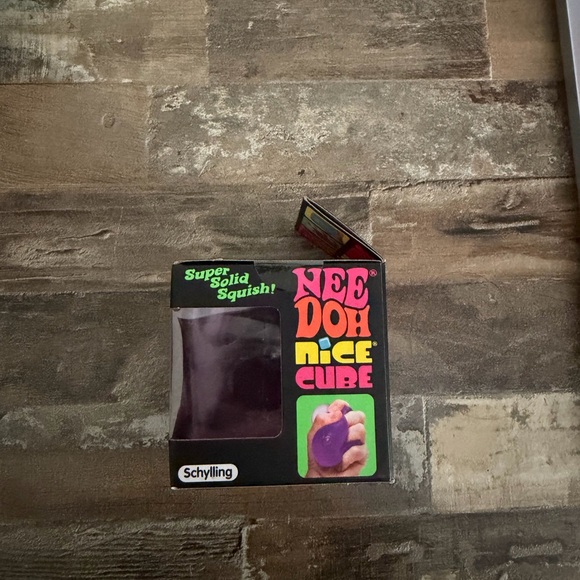 Super
Solid
Squish!
NEE
DOH®
NiCE®
CUBE
Schylling